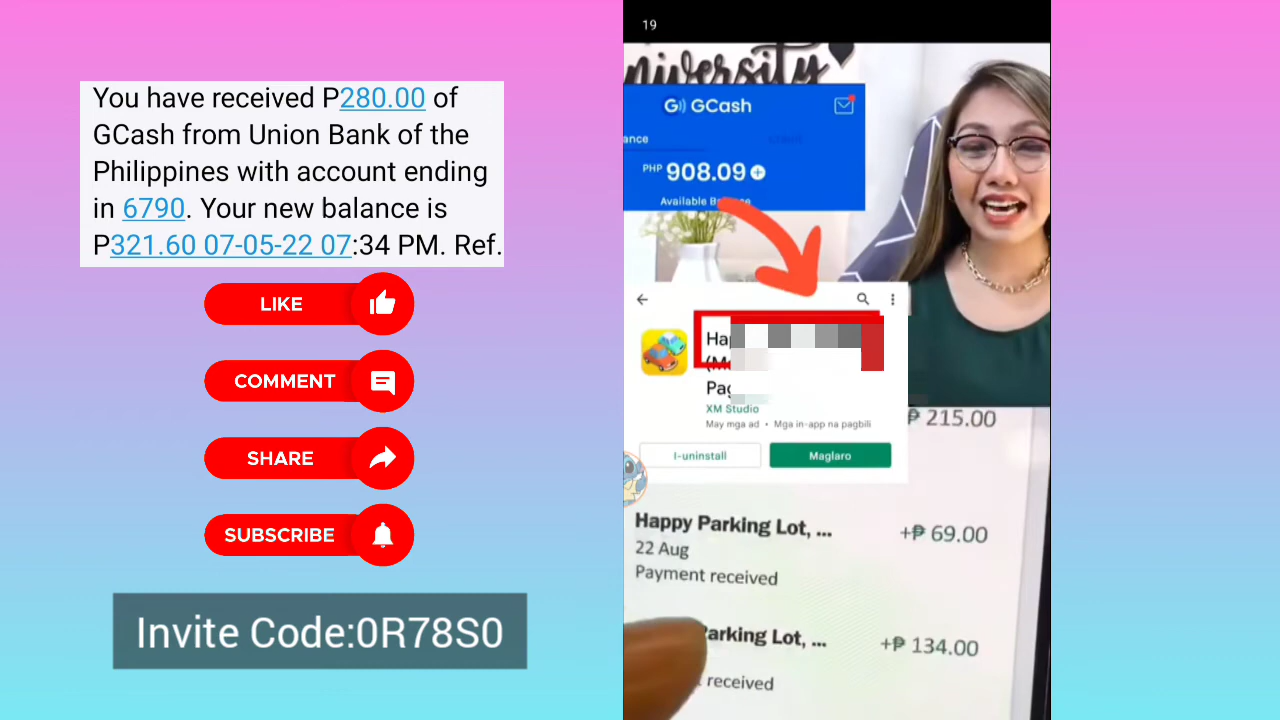 You have received P280.00 of
GCash from Union Bank of the
Philippines with account ending
in 6790. Your new balance is
P321.60 07-05-22 07:34 PM. Ref.
LIKE
COMMENT
SHARE
SUBSCRIBE
Invite Code:0R78S0
19
GCash
PHP 908.09
Available
XM Studio
May mga ad • Mga in-app na pagbili
I-uninstall
Maglaro
₱ 215.00
Happy Parking Lot, ...
+₱ 69.00
22 Aug
Payment received
Parking Lot, ...
+₱ 134.00
received